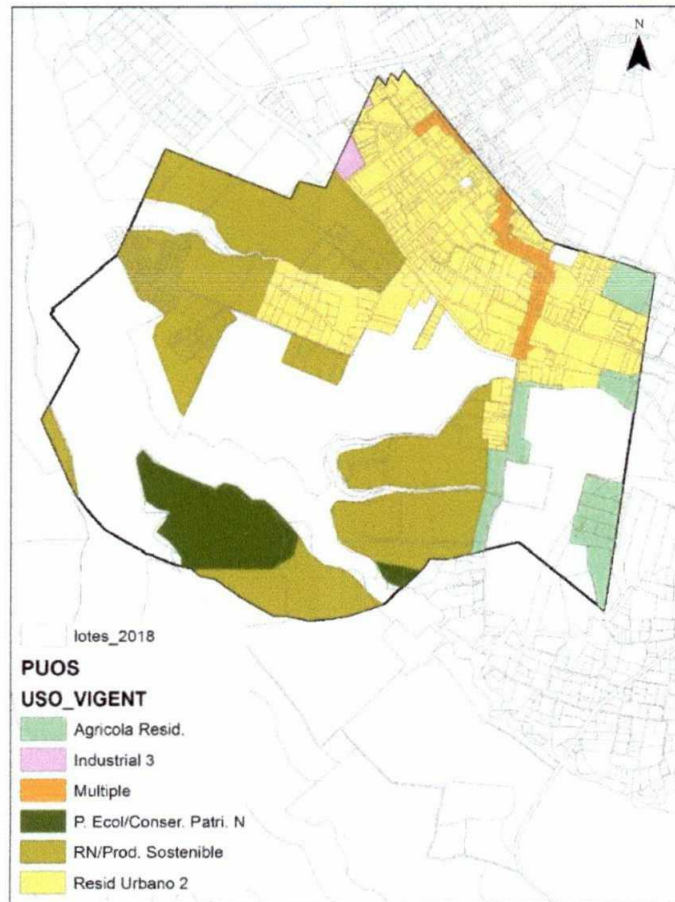 N
lotes_2018
PUOS
USO_VIGENT
Agricola Resid.
Industrial 3
Multiple
P. Ecol/Conser. Patri. N
RN/Prod. Sostenible
Resid Urbano 2